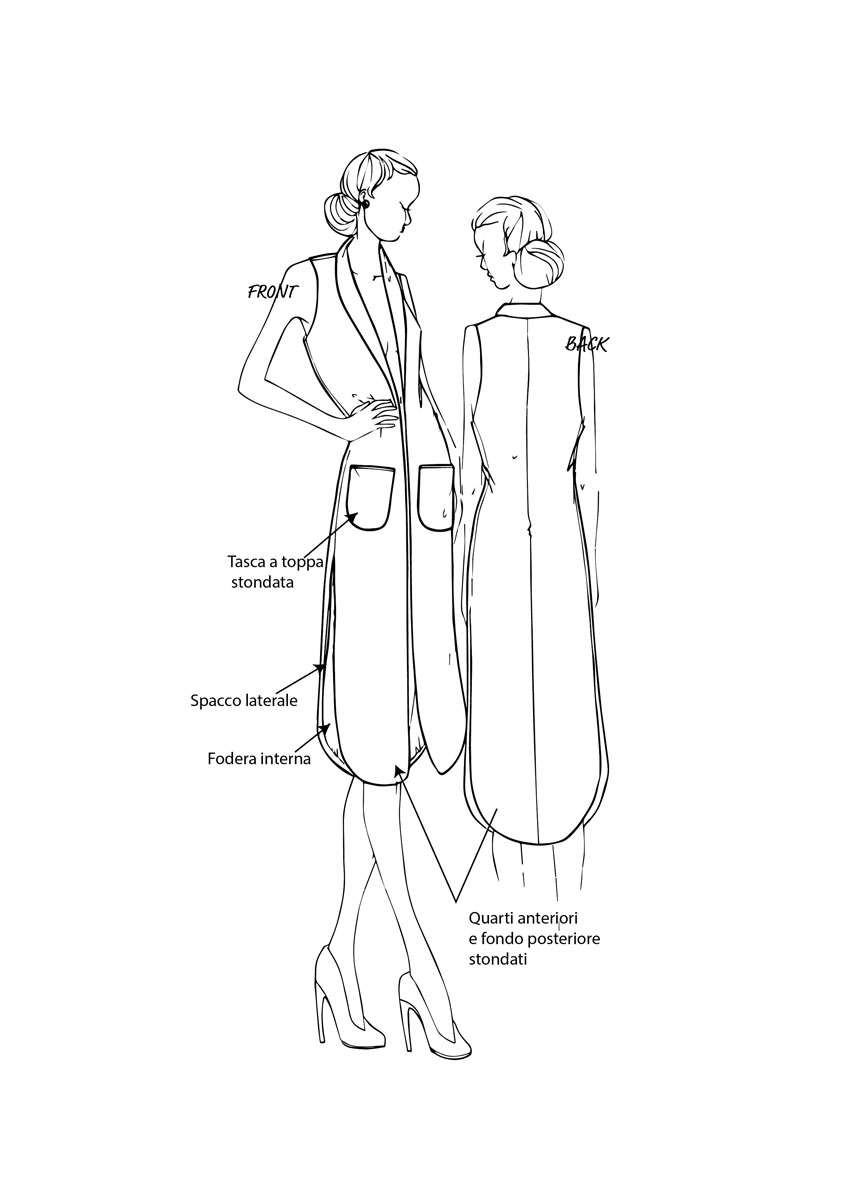 FRONT
BACK
Tasca a toppa
stondata
Spacco laterale
Fodera interna
Quarti anteriori
e fondo posteriore
stondati